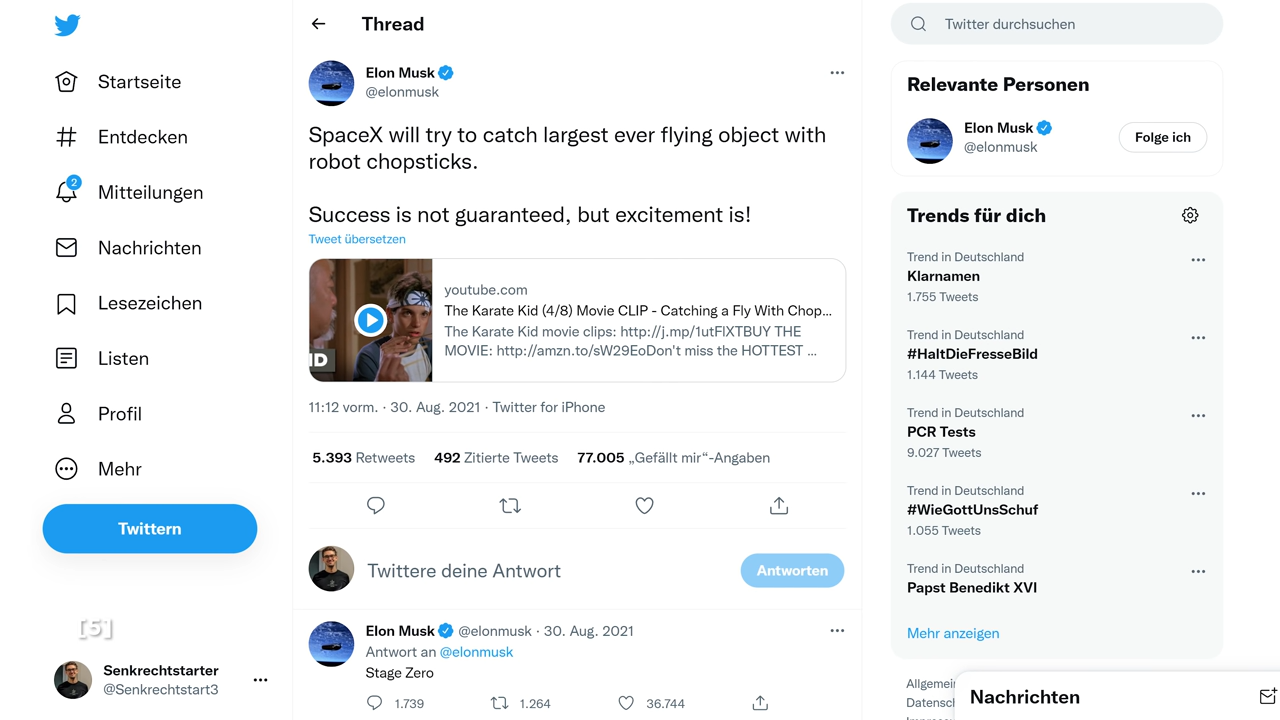 Startseite
Entdecken
2
Mitteilungen
Nachrichten
Lesezeichen
Listen
Profil
Mehr
Twittern
[5]
Senkrechtstarter
@Senkrechtstart3
Thread
Elon Musk
@elonmusk
SpaceX will try to catch largest ever flying object with
robot chopsticks.
Success is not guaranteed, but excitement is!
Tweet übersetzen
youtube.com
The Karate Kid (4/8) Movie CLIP - Catching a Fly With Chop...
The Karate Kid movie clips: http://j.mp/1utFlXTBUY THE
MOVIE: http://amzn.to/sW29EoDon't miss the HOTTEST ...
11:12 vorm. · 30. Aug. 2021 · Twitter for iPhone
5.393 Retweets 492 Zitierte Tweets 77.005 „Gefällt mir“-Angaben
Twittere deine Antwort
Antworten
Elon Musk @elonmusk · 30. Aug. 2021
Antwort an @elonmusk
Stage Zero
1.739 1.264 36.744
Twitter durchsuchen
Relevante Personen
Elon Musk
@elonmusk
Folge ich
Trends für dich
Trend in Deutschland
Klarnamen
1.755 Tweets
Trend in Deutschland
#HaltDieFresseBild
1.144 Tweets
Trend in Deutschland
PCR Tests
9.027 Tweets
Trend in Deutschland
#WieGottUnsSchuf
1.055 Tweets
Trend in Deutschland
Papst Benedikt XVI
Mehr anzeigen
Nachrichten